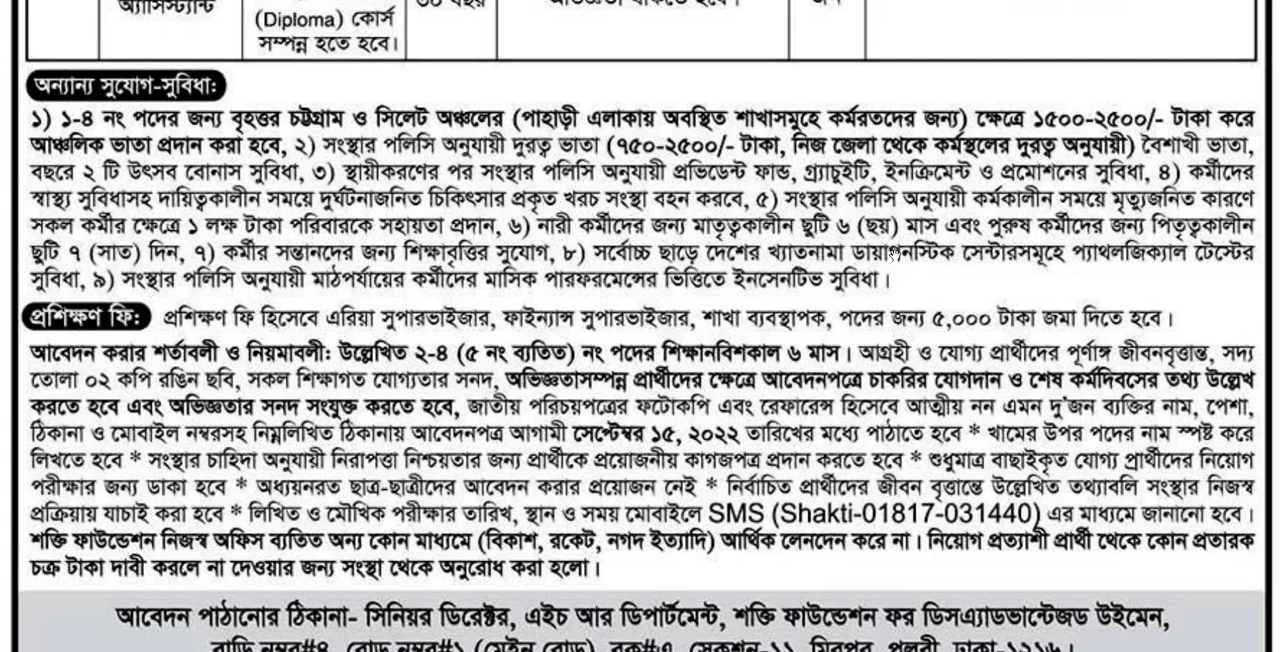 অ্যাসিস্ট্যান্ট
(Diploma) কোর্স
সম্পন্ন হতে হবে।
অন্যান্য সুযোগ-সুবিধা:
১) ১-৪ নং পদের জন্য বৃহত্তর চট্টগ্রাম ও সিলেট অঞ্চলের (পাহাড়ী এলাকায় অবস্থিত শাখাসমুহে কর্মরতদের জন্য) ক্ষেত্রে ১৫০০-২৫০০/- টাকা করে
আঞ্চলিক ভাতা প্রদান করা হবে, ২) সংস্থার পলিসি অনুযায়ী দুরত্ব ভাতা (৭৫০-২৫০০/- টাকা, নিজ জেলা থেকে কর্মস্থলের দুরত্ব অনুযায়ী) বৈশাখী ভাতা,
বছরে ২ টি উৎসব বোনাস সুবিধা, ৩) স্থায়ীকরণের পর সংস্থার পলিসি অনুযায়ী প্রভিডেন্ট ফান্ড, গ্র্যাচুইটি, ইনক্রিমেন্ট ও প্রমোশনের সুবিধা, ৪) কর্মীদের
স্বাস্থ্য সুবিধাসহ দায়িত্বকালীন সময়ে দুর্ঘটনাজনিত চিকিৎসার প্রকৃত খরচ সংস্থা বহন করবে, ৫) সংস্থার পলিসি অনুযায়ী কর্মকালীন সময়ে মৃত্যুজনিত কারণে
সকল কর্মীর ক্ষেত্রে ১ লক্ষ টাকা পরিবারকে সহায়তা প্রদান, ৬) নারী কর্মীদের জন্য মাতৃত্বকালীন ছুটি ৬ (ছয়) মাস এবং পুরুষ কর্মীদের জন্য পিতৃত্বকালীন
ছুটি ৭ (সাত) দিন, ৭) কর্মীর সন্তানদের জন্য শিক্ষাবৃত্তির সুযোগ, ৮) সর্বোচ্চ ছাড়ে দেশের খ্যাতনামা ডায়াগনস্টিক সেন্টারসমূহে প্যাথলজিক্যাল টেস্টের
সুবিধা, ৯) সংস্থার পলিসি অনুযায়ী মাঠপর্যায়ের কর্মীদের মাসিক পারফরমেন্সের ভিত্তিতে ইনসেনটিভ সুবিধা।
প্রশিক্ষণ ফি: প্রশিক্ষণ ফি হিসেবে এরিয়া সুপারভাইজার, ফাইন্যান্স সুপারভাইজার, শাখা ব্যবস্থাপক, পদের জন্য ৫,০০০ টাকা জমা দিতে হবে।
আবেদন করার শর্তাবলী ও নিয়মাবলী: উল্লেখিত ২-৪ (৫ নং ব্যতিত) নং পদের শিক্ষানবিশকাল ৬ মাস। আগ্রহী ও যোগ্য প্রার্থীদের পূর্ণাঙ্গ জীবনবৃত্তান্ত, সদ্য
তোলা ০২ কপি রঙিন ছবি, সকল শিক্ষাগত যোগ্যতার সনদ, অভিজ্ঞতাসম্পন্ন প্রার্থীদের ক্ষেত্রে আবেদনপত্রে চাকরির যোগদান ও শেষ কর্মদিবসের তথ্য উল্লেখ
করতে হবে এবং অভিজ্ঞতার সনদ সংযুক্ত করতে হবে, জাতীয় পরিচয়পত্রের ফটোকপি এবং রেফারেন্স হিসেবে আত্মীয় নন এমন দু'জন ব্যক্তির নাম, পেশা,
ঠিকানা ও মোবাইল নম্বরসহ নিম্নলিখিত ঠিকানায় আবেদনপত্র আগামী সেপ্টেম্বর ১৫, ২০২২ তারিখের মধ্যে পাঠাতে হবে * খামের উপর পদের নাম স্পষ্ট করে
লিখতে হবে * সংস্থার চাহিদা অনুযায়ী নিরাপত্তা নিশ্চয়তার জন্য প্রার্থীকে প্রয়োজনীয় কাগজপত্র প্রদান করতে হবে * শুধুমাত্র বাছাইকৃত যোগ্য প্রার্থীদের নিয়োগ
পরীক্ষার জন্য ডাকা হবে * অধ্যয়নরত ছাত্র-ছাত্রীদের আবেদন করার প্রয়োজন নেই * নির্বাচিত প্রার্থীদের জীবন বৃত্তান্তে উল্লেখিত তথ্যাবলি সংস্থার নিজস্ব
প্রক্রিয়ায় যাচাই করা হবে * লিখিত ও মৌখিক পরীক্ষার তারিখ, স্থান ও সময় মোবাইলে SMS (Shakti-01817-031440) এর মাধ্যমে জানানো হবে।
শক্তি ফাউন্ডেশন নিজস্ব অফিস ব্যতিত অন্য কোন মাধ্যমে (বিকাশ, রকেট, নগদ ইত্যাদি) আর্থিক লেনদেন করে না। নিয়োগ প্রত্যাশী প্রার্থী থেকে কোন প্রতারক
চক্র টাকা দাবী করলে না দেওয়ার জন্য সংস্থা থেকে অনুরোধ করা হলো।
আবেদন পাঠানোর ঠিকানা- সিনিয়র ডিরেক্টর, এইচ আর ডিপার্টমেন্ট, শক্তি ফাউন্ডেশন ফর ডিসএ্যাডভান্টেজড উইমেন,